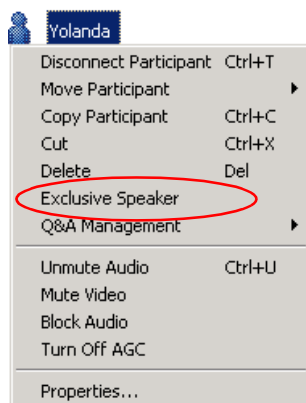 Yolanda
Disconnect Participant Ctrl+T
Move Participant
Copy Participant Ctrl+C
Cut Ctrl+X
Delete Del
Exclusive Speaker
Q&A Management
Unmute Audio Ctrl+U
Mute Video
Block Audio
Turn Off AGC
Properties...